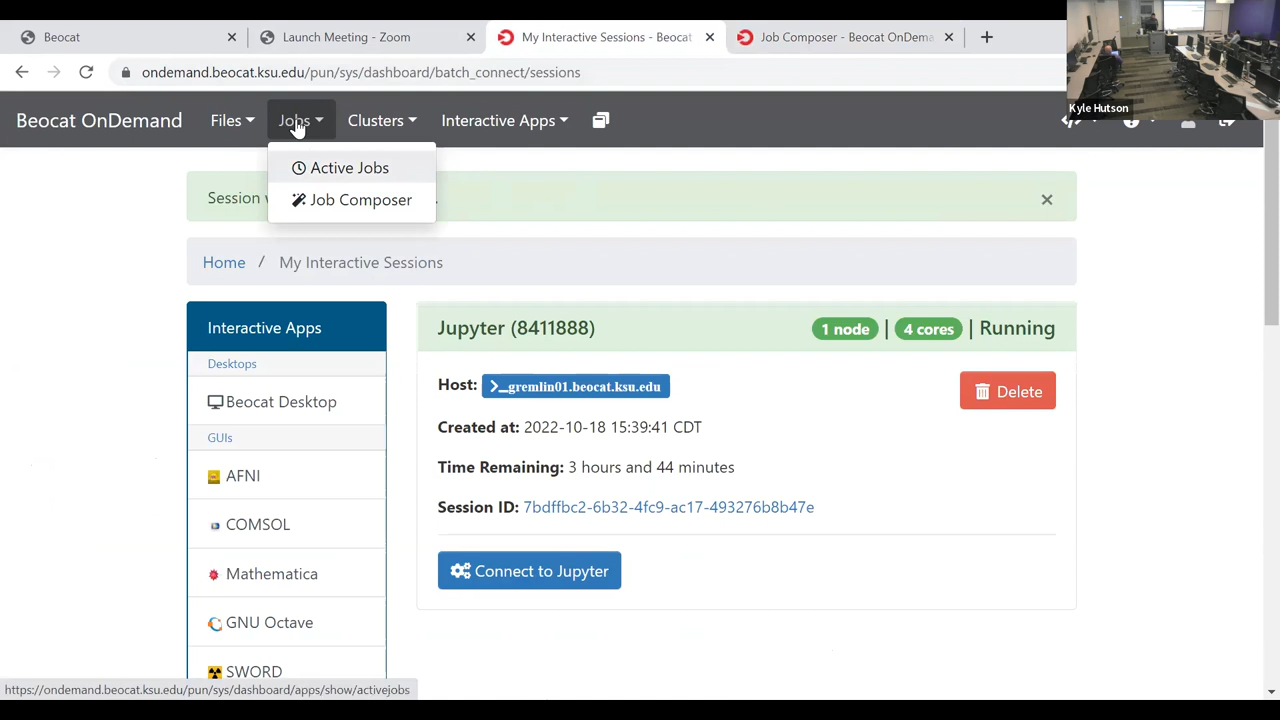 Beocat
Launch Meeting - Zoom
My Interactive Sessions - Beocat
Job Composer - Beocat OnDema
ondemand.beocat.ksu.edu/pun/sys/dashboard/batch_connect/sessions
Kyle Hutson
Beocat OnDemand
Files
Jobs
Clusters
Interactive Apps
Active Jobs
Job Composer
Session
Home / My Interactive Sessions
Interactive Apps
Desktops
Beocat Desktop
GUIs
AFNI
COMSOL
Mathematica
GNU Octave
SWORD
Jupyter (8411888)
1 node | 4 cores | Running
Host: >_gremlin01.beocat.ksu.edu
Delete
Created at: 2022-10-18 15:39:41 CDT
Time Remaining: 3 hours and 44 minutes
Session ID: 7bdffbc2-6b32-4fc9-ac17-493276b8b47e
Connect to Jupyter
https://ondemand.beocat.ksu.edu/pun/sys/dashboard/apps/show/activejobs